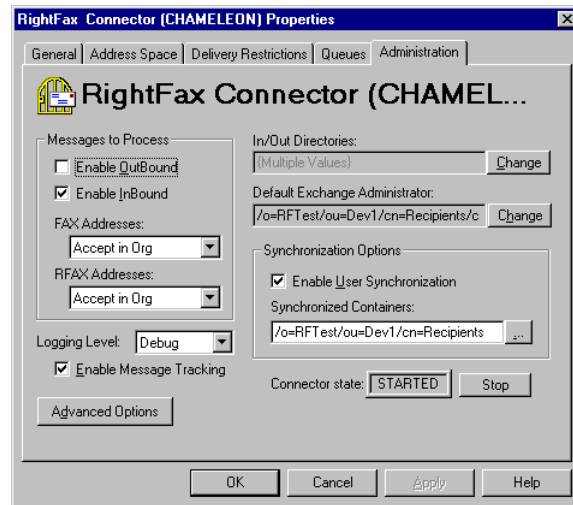 RightFax Connector (CHAMELEON) Properties
General
Address Space
Delivery Restrictions
Queues
Administration
RightFax Connector (CHAMEL...
Messages to Process
Enable OutBound
Enable InBound
FAX Addresses:
Accept in Org
RFAX Addresses:
Accept in Org
Logging Level: Debug
Enable Message Tracking
Advanced Options
In/Out Directories:
{Multiple Values} Change
Default Exchange Administrator:
/o=RFTest/ou=Dev1/cn=Recipients/c Change
Synchronization Options
Enable User Synchronization
Synchronized Containers:
/o=RFTest/ou=Dev1/cn=Recipients ...
Connector state: STARTED Stop
OK Cancel Apply Help